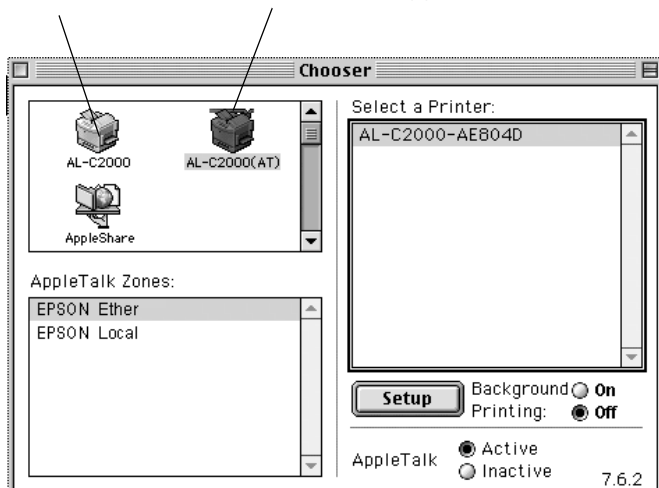 Chooser
AL-C2000
AL-C2000(AT)
AppleShare
AppleTalk Zones:
EPSON Ether
EPSON Local
Select a Printer:
AL-C2000-AE804D
Setup
Background
Printing:
On
Off
AppleTalk
Active
Inactive
7.6.2